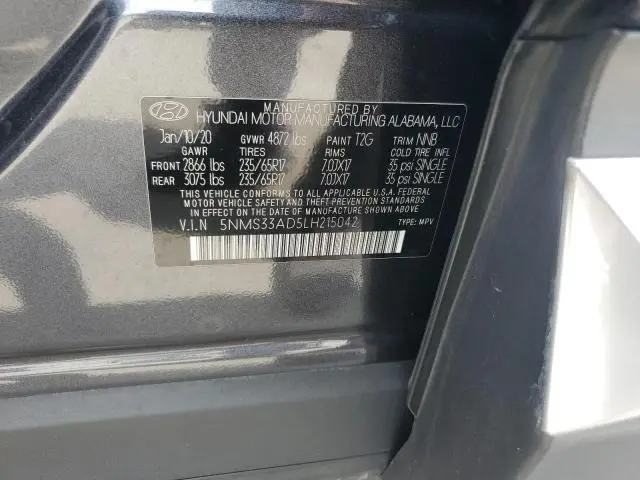 MANUFACTURED BY
HYUNDAI MOTOR MANUFACTURING ALABAMA, LLC
Jan/10/20 GVWR 4872 lbs PAINT T2G TRIM NNB
GAWR TIRES RIMS COLD TIRE INFL
FRONT 2866 lbs 235/65R17 7.0JX17 35 psi SINGLE
REAR 3075 lbs 235/65R17 7.0JX17 35 psi SINGLE
THIS VEHICLE CONFORMS TO ALL APPLICABLE U.S.A. FEDERAL
MOTOR VEHICLE SAFETY AND THEFT PREVENTION STANDARDS
IN EFFECT ON THE DATE OF MANUFACTURE SHOWN ABOVE.
V.I.N 5NMS33AD5LH215042 TYPE: MPV